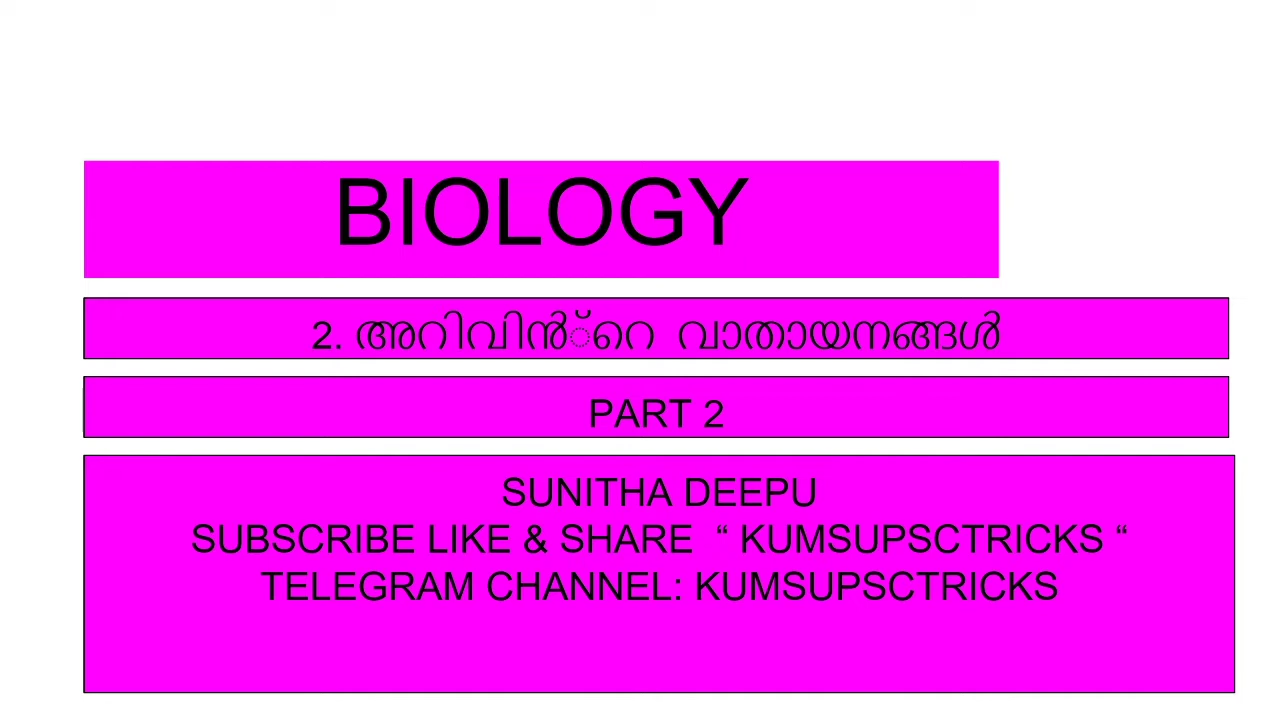 BIOLOGY
2. അറിവിൻ്റെ വാതായനങ്ങൾ
PART 2
SUNITHA DEEPU
SUBSCRIBE LIKE & SHARE “ KUMSUPSCTRICKS “
TELEGRAM CHANNEL: KUMSUPSCTRICKS